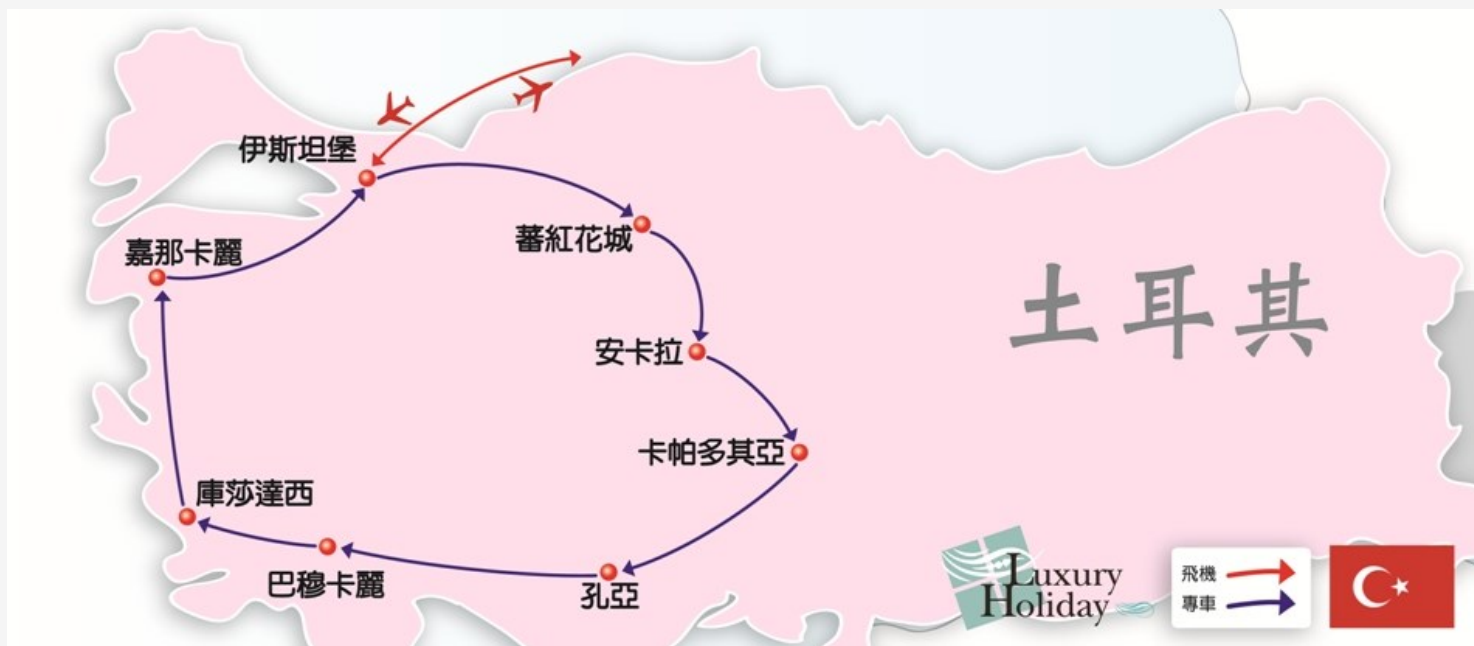 伊斯坦堡
蕃紅花城
嘉那卡麗
土耳其
安卡拉
卡帕多其亞
庫莎達西
巴穆卡麗
孔亞
Luxury
Holiday
飛機
專車